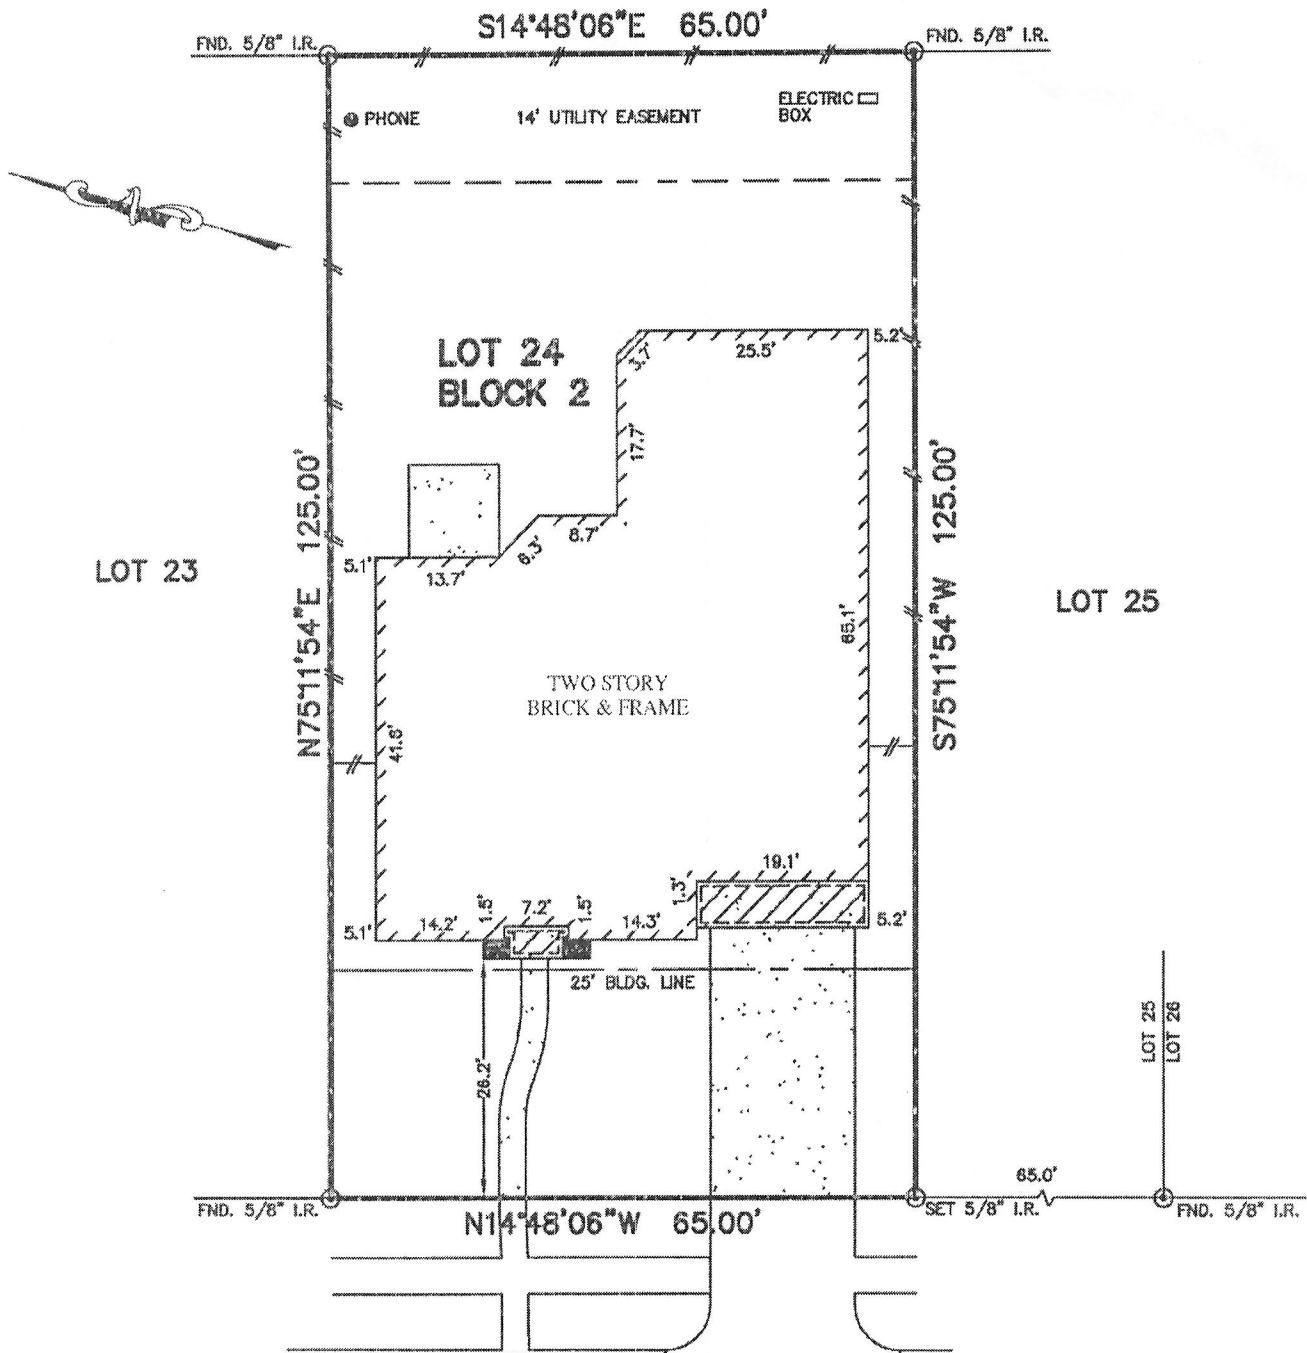 S14°48'06"E 65.00'
FND. 5/8" I.R.
FND. 5/8" I.R.
PHONE
14' UTILITY EASEMENT
ELECTRIC
BOX
LOT 24
BLOCK 2
3.7'
25.5'
5.2'
17.7'
N75°11'54"E 125.00'
S75°11'54"W 125.00'
8.7'
6.3'
5.1'
13.7'
LOT 23
LOT 25
65.1'
TWO STORY
BRICK & FRAME
41.6'
19.1'
1.3'
5.1'
14.2'
1.5'
7.2'
1.5'
14.3'
5.2'
25' BLDG. LINE
26.2'
LOT 25
LOT 26
65.0'
FND. 5/8" I.R.
N14°48'06"W 65.00'
SET 5/8" I.R.
FND. 5/8" I.R.